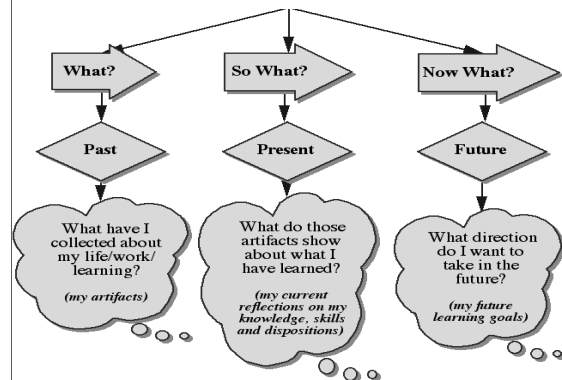 What?
So What?
Now What?
Past
Present
Future
What have I
collected about
my life/work/
learning?
(my artifacts)
What do those
artifacts show
about what I
have learned?
(my current
reflections on my
knowledge, skills
and dispositions)
What direction
do I want to
take in the
future?
(my future
learning goals)